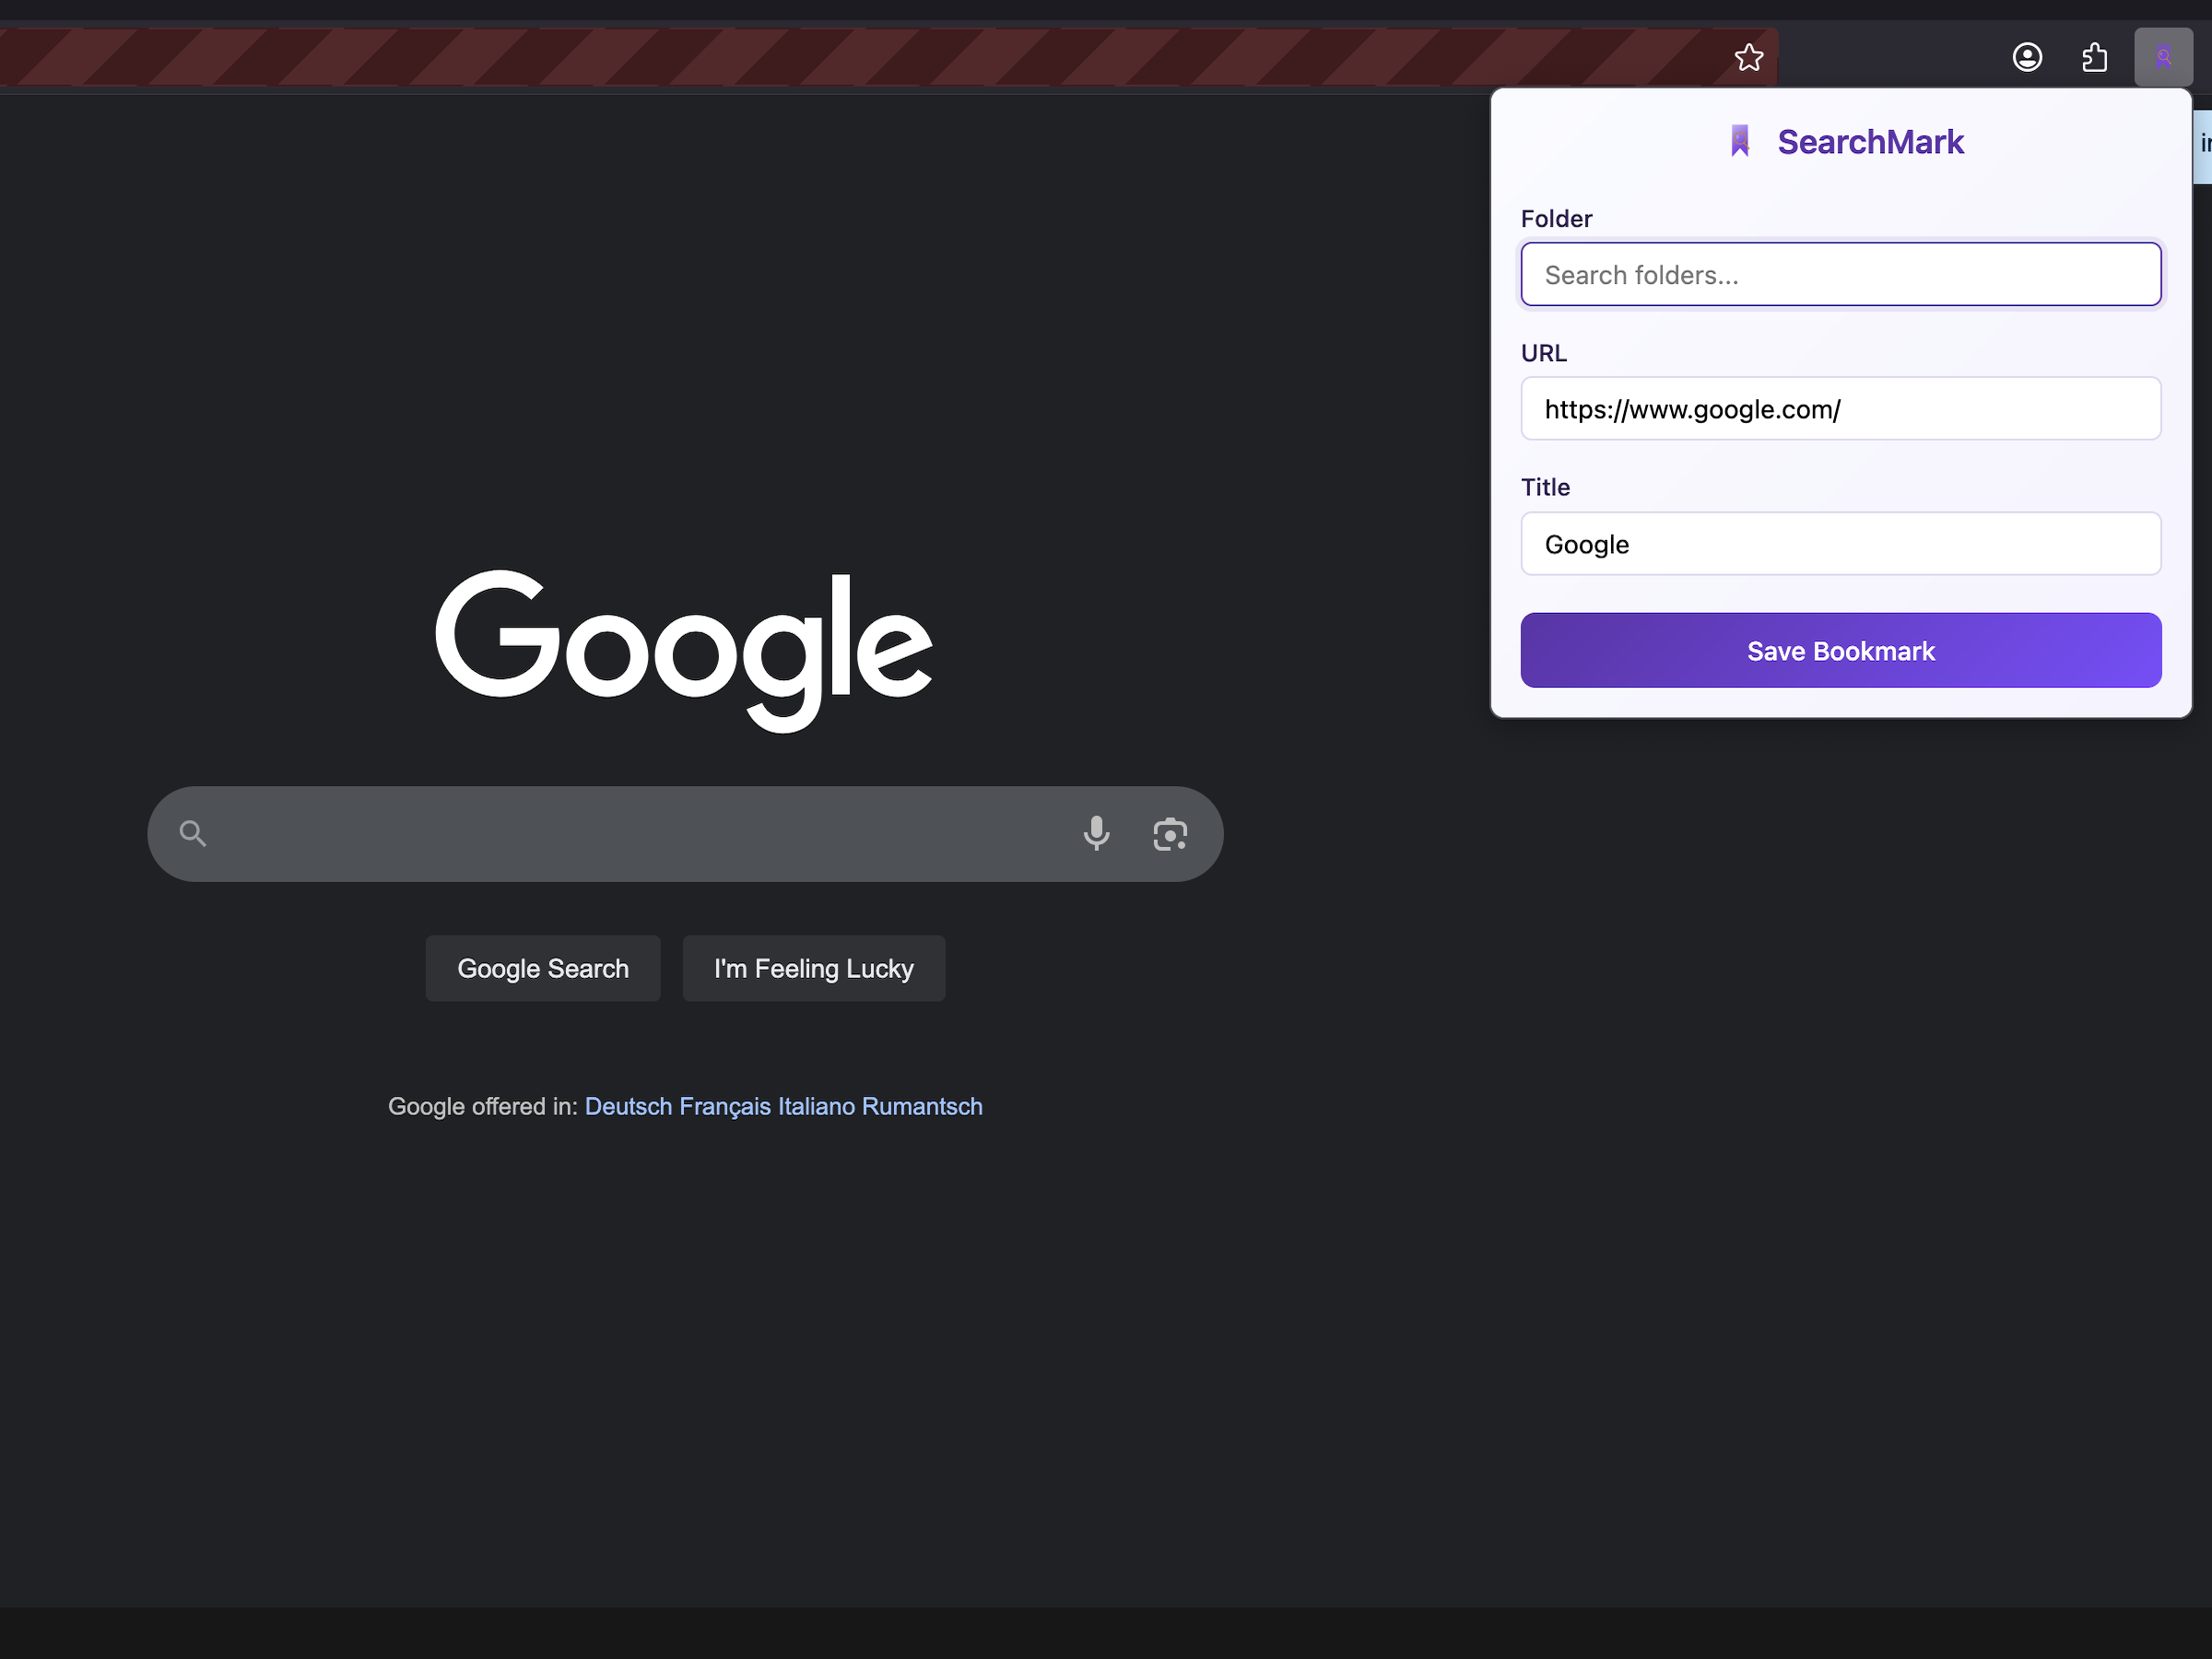 SearchMark
Folder
Search folders...
URL
https://www.google.com/
Title
Google
Save Bookmark
Google
Google Search
I'm Feeling Lucky
Google offered in: Deutsch Français Italiano Rumantsch